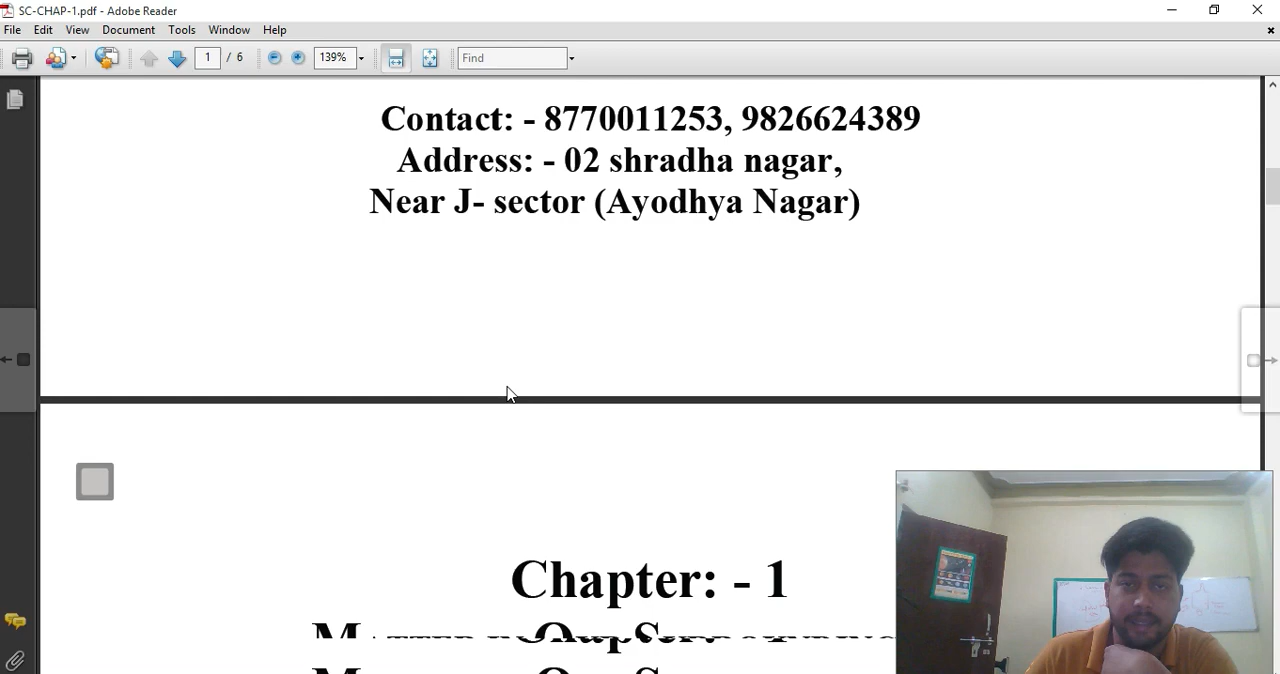 SC-CHAP-1.pdf - Adobe Reader
File Edit View Document Tools Window Help
1 / 6 139% Find
Contact: - 8770011253, 9826624389
Address: - 02 shradha nagar,
Near J- sector (Ayodhya Nagar)
Chapter: - 1